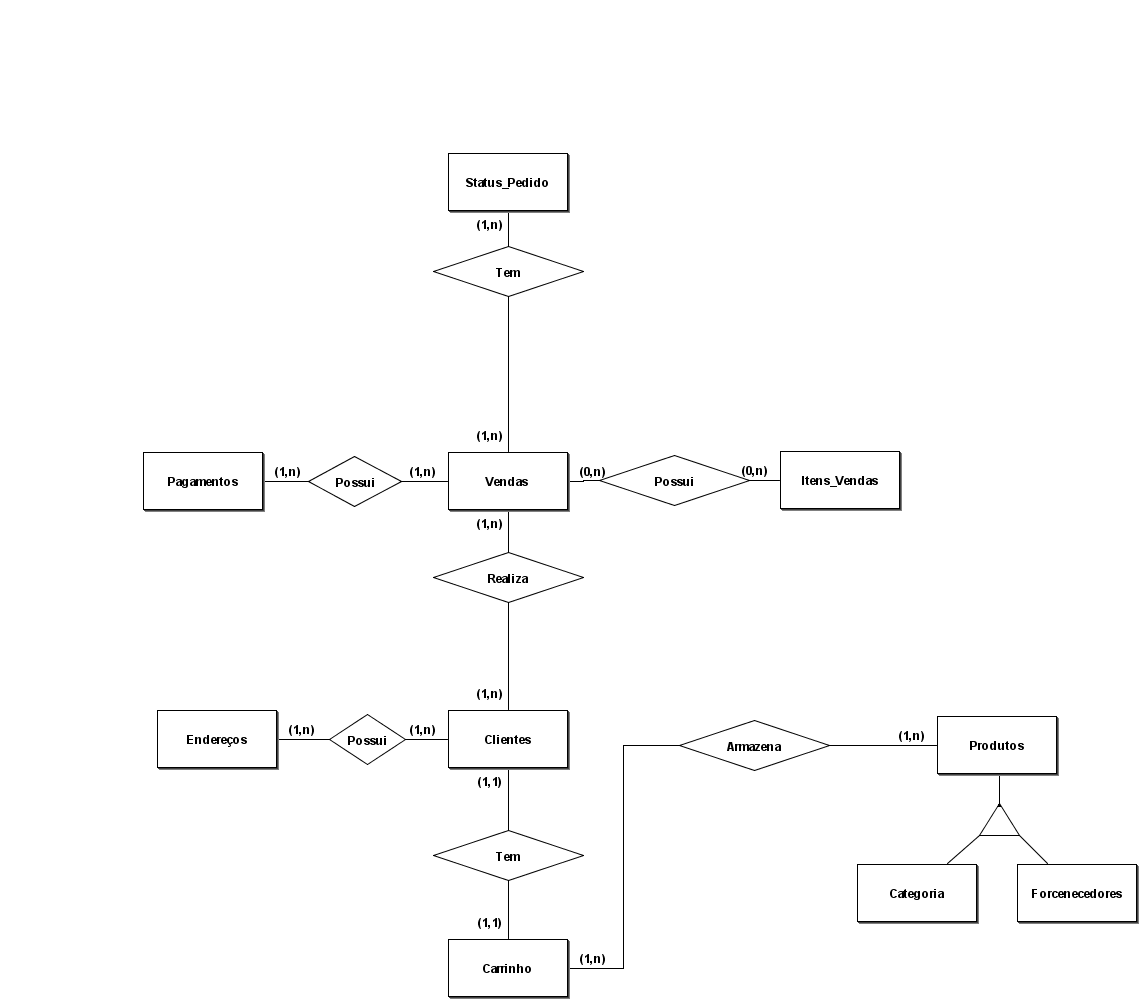 Status_Pedido
(1,n)
Tem
(1,n)
Pagamentos
(1,n)
Possui
(1,n)
Vendas
(0,n)
Possui
(0,n)
Itens_Vendas
(1,n)
Realiza
(1,n)
Endereços
(1,n)
Possui
(1,n)
Clientes
(1,1)
Tem
(1,1)
Carrinho
(1,n)
Armazena
(1,n)
Produtos
Categoria
Forcenecedores